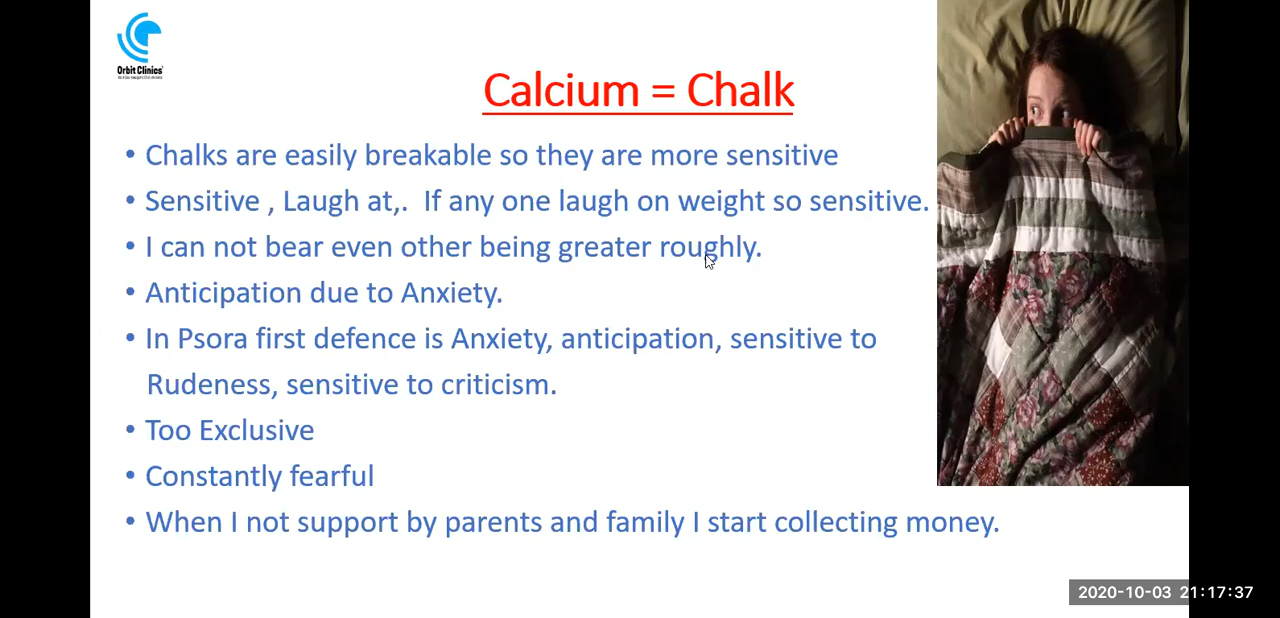 Orbit Clinics
Calcium = Chalk
• Chalks are easily breakable so they are more sensitive
• Sensitive , Laugh at,.  If any one laugh on weight so sensitive.
• I can not bear even other being greater roughly.
• Anticipation due to Anxiety.
• In Psora first defence is Anxiety, anticipation, sensitive to
Rudeness, sensitive to criticism.
• Too Exclusive
• Constantly fearful
• When I not support by parents and family I start collecting money.
2020-10-03 21:17:37